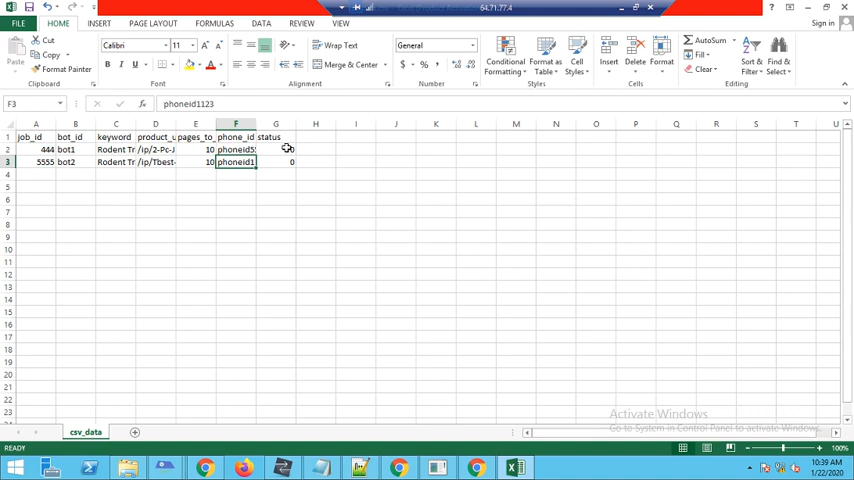 64.71.77.4
FILE HOME INSERT PAGE LAYOUT FORMULAS DATA REVIEW VIEW Sign in
Paste Cut Copy Format Painter Calibri 11 Wrap Text General Conditional Formatting Format as Table Cell Styles Insert Delete Format AutoSum Fill Clear Sort & Filter Find & Select
B I U Merge & Center $ % ,
Clipboard Font Alignment Number Styles Cells Editing
F3 fx phoneid1123
A B C D E F G H I J K L M N O P Q R S T U
1 job_id bot_id keyword product_u pages_to_ phone_id status
2 444 bot1 Rodent Tr /ip/2-Pc-J 10 phoneid5 0
3 5555 bot2 Rodent Tr /ip/Tbest- 10 phoneid1 0
4
5
6
7
8
9
10
11
12
13
14
15
16
17
18
19
20
21
22
23
Activate Windows
Go to System in Control Panel to activate Windows.
csv_data
READY 100%
10:39 AM
1/22/2020